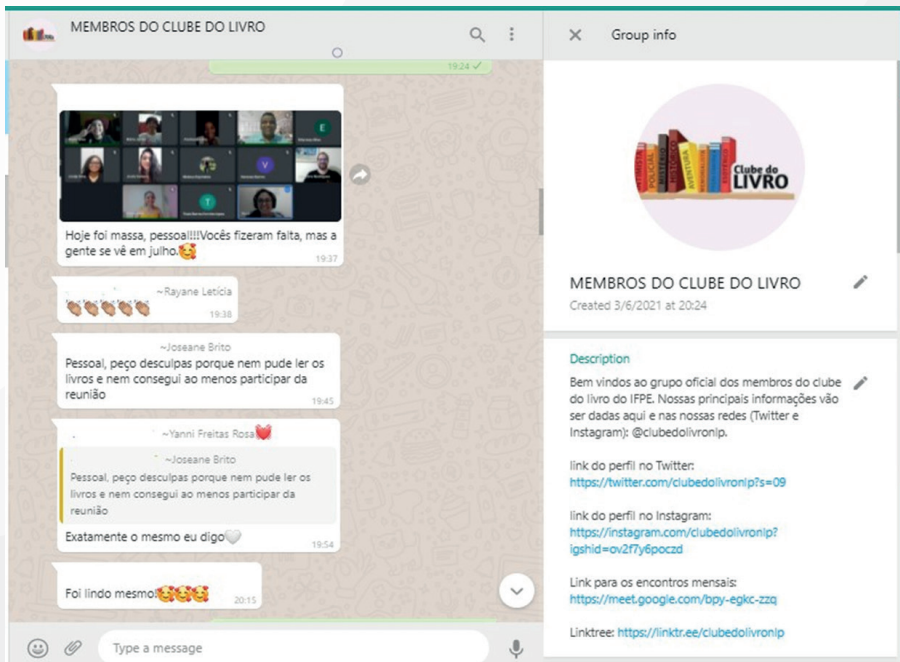 MEMBROS DO CLUBE DO LIVRO
19:24
E
V
T
Hoje foi massa, pessoal!!!Vocês fizeram falta, mas a
gente se vê em julho.🥰
19:37
~Rayane Letícia
👏🏽👏🏽👏🏽👏🏽👏🏽
19:38
~Joseane Brito
Pessoal, peço desculpas porque nem pude ler os
livros e nem consegui ao menos participar da
reunião
19:45
~Yanni Freitas Rosa❤️
~Joseane Brito
Pessoal, peço desculpas porque nem pude ler os
livros e nem consegui ao menos participar da
reunião
Exatamente o mesmo eu digo🤍
19:54
Foi lindo mesmo!🥰🥰🥰
20:15
Type a message
Group info
POLICIAL
MISTÉRIO
AVENTURA
Clube do
LIVRO
MEMBROS DO CLUBE DO LIVRO
Created 3/6/2021 at 20:24
Description
Bem vindos ao grupo oficial dos membros do clube
do livro do IFPE. Nossas principais informações vão
ser dadas aqui e nas nossas redes (Twitter e
Instagram): @clubedolivronlp.
link do perfil no Twitter:
https://twitter.com/clubedolivronlp?s=09
link do perfil no Instagram:
https://instagram.com/clubedolivronlp?
igshid=ov2f7y6poczd
Link para os encontros mensais:
https://meet.google.com/bpy-egkc-zzq
Linktree: https://linktr.ee/clubedolivronlp